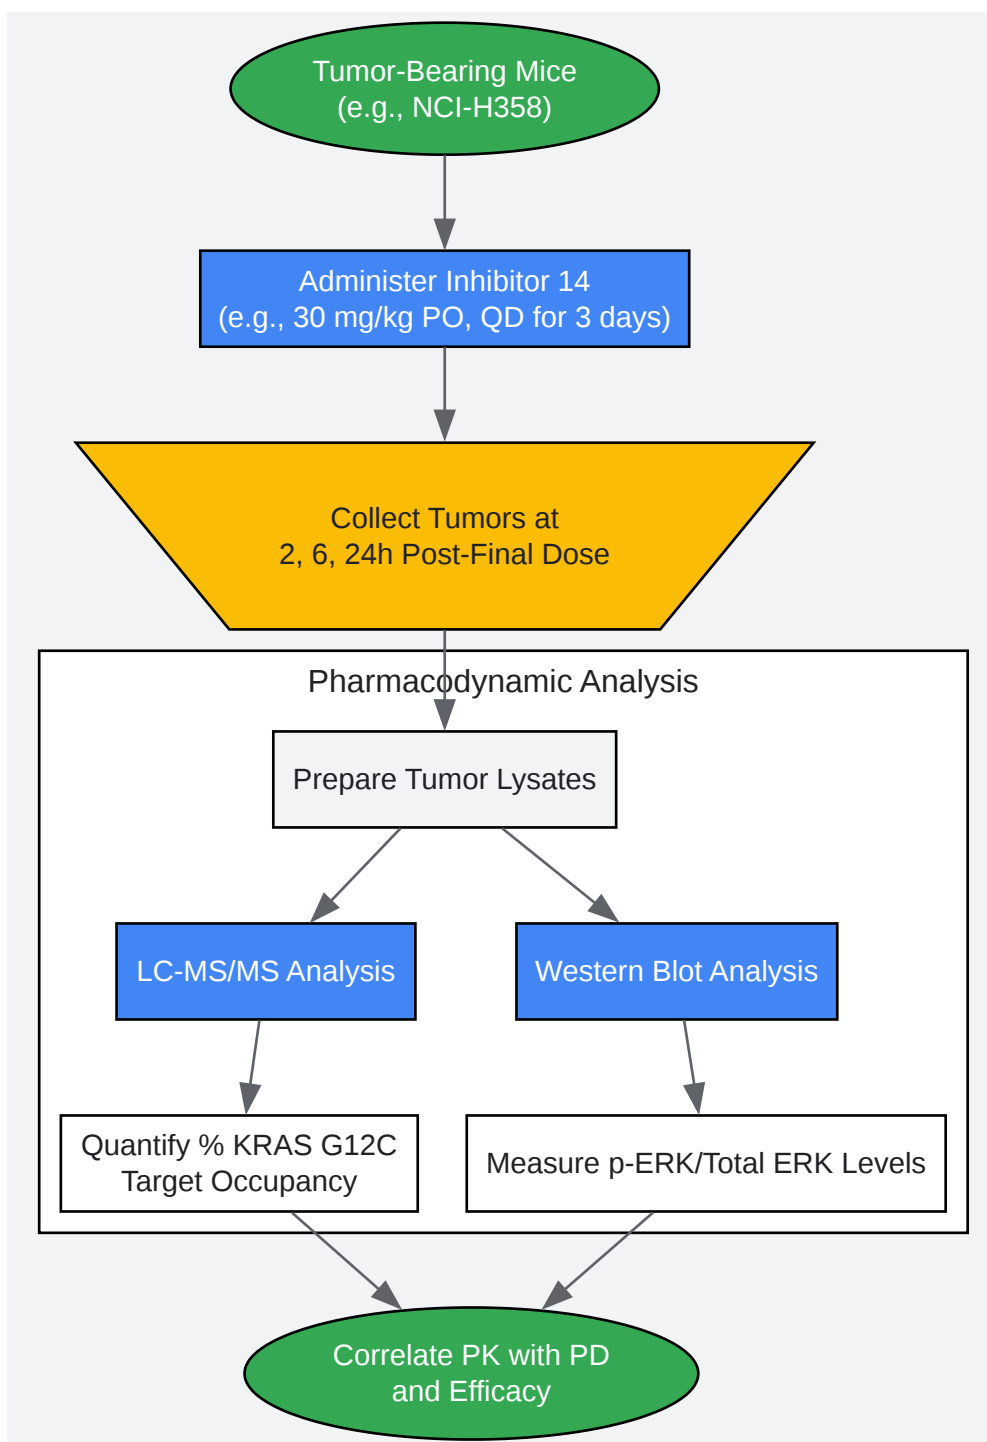 Tumor-Bearing Mice
(e.g., NCI-H358)
Administer Inhibitor 14
(e.g., 30 mg/kg PO, QD for 3 days)
Collect Tumors at
2, 6, 24h Post-Final Dose
Pharmacodynamic Analysis
Prepare Tumor Lysates
LC-MS/MS Analysis
Western Blot Analysis
Quantify % KRAS G12C
Target Occupancy
Measure p-ERK/Total ERK Levels
Correlate PK with PD
and Efficacy